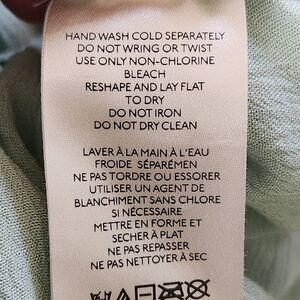 HAND WASH COLD SEPARATELY
DO NOT WRING OR TWIST
USE ONLY NON-CHLORINE
BLEACH
RESHAPE AND LAY FLAT
TO DRY
DO NOT IRON
DO NOT DRY CLEAN
LAVER À LA MAIN À L'EAU
FROIDE SÉPARÉMEN
NE PAS TORDRE OU ESSORER
UTILISER UN AGENT DE
BLANCHIMENT SANS CHLORE
SI NÉCESSAIRE
METTRE EN FORME ET
SECHER À PLAT
NE PAS REPASSER
NE PAS NETTOYER À SEC